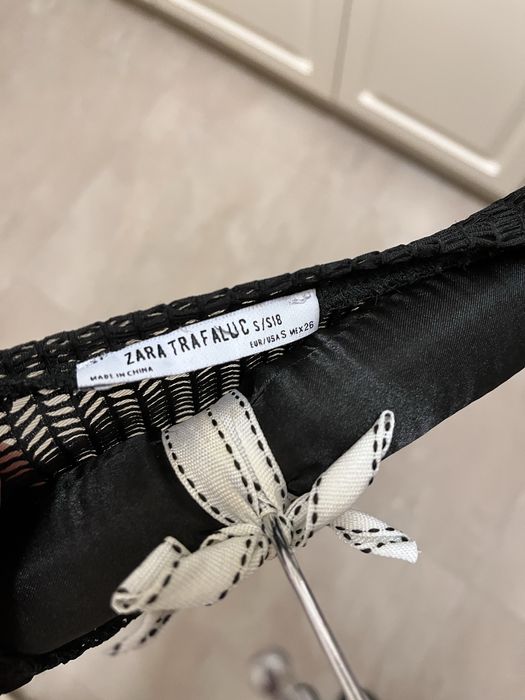 ZARA TRAFALUC S/S18
EUR/USA S MEX 26
MADE IN CHINA